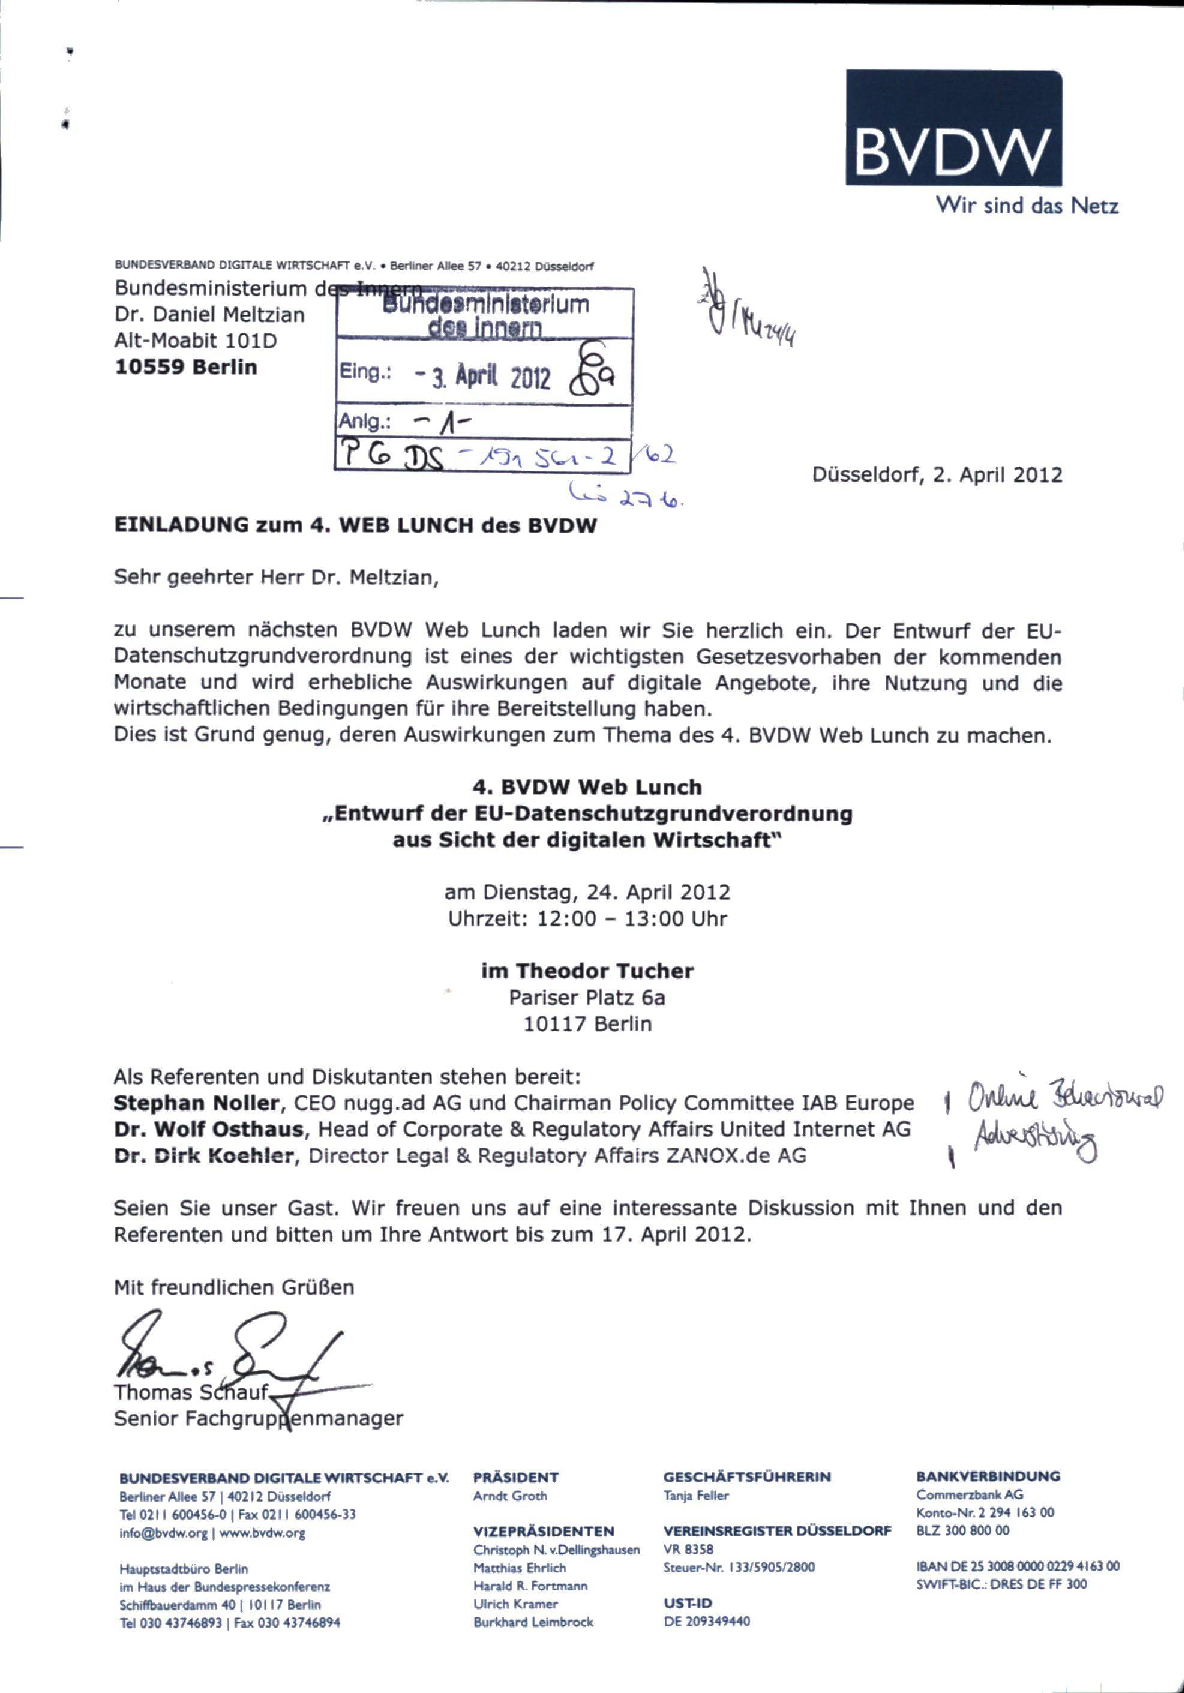 BVDW
Wir sind das Netz
BUNDESVERBAND DIGITALE WIRTSCHAFT e.V. • Berliner Allee 57 • 40212 Düsseldorf
Bundesministerium des Innern
Dr. Daniel Meltzian
Alt-Moabit 101D
10559 Berlin
Bundesministerium
des Innern
Eing.: - 3. April 2012
Anlg.: - 1 -
PG DS - 191 561-2 /62
Düsseldorf, 2. April 2012
EINLADUNG zum 4. WEB LUNCH des BVDW
Sehr geehrter Herr Dr. Meltzian,
zu unserem nächsten BVDW Web Lunch laden wir Sie herzlich ein. Der Entwurf der EU-
Datenschutzgrundverordnung ist eines der wichtigsten Gesetzesvorhaben der kommenden
Monate und wird erhebliche Auswirkungen auf digitale Angebote, ihre Nutzung und die
wirtschaftlichen Bedingungen für ihre Bereitstellung haben.
Dies ist Grund genug, deren Auswirkungen zum Thema des 4. BVDW Web Lunch zu machen.
4. BVDW Web Lunch
„Entwurf der EU-Datenschutzgrundverordnung
aus Sicht der digitalen Wirtschaft"
am Dienstag, 24. April 2012
Uhrzeit: 12:00 – 13:00 Uhr
im Theodor Tucher
Pariser Platz 6a
10117 Berlin
Als Referenten und Diskutanten stehen bereit:
Stephan Noller, CEO nugg.ad AG und Chairman Policy Committee IAB Europe
Dr. Wolf Osthaus, Head of Corporate & Regulatory Affairs United Internet AG
Dr. Dirk Koehler, Director Legal & Regulatory Affairs ZANOX.de AG
Online Behavioural
Advertising
Seien Sie unser Gast. Wir freuen uns auf eine interessante Diskussion mit Ihnen und den
Referenten und bitten um Ihre Antwort bis zum 17. April 2012.
Mit freundlichen Grüßen
Thomas Schauf
Senior Fachgruppenmanager
BUNDESVERBAND DIGITALE WIRTSCHAFT e.V.
Berliner Allee 57 | 40212 Düsseldorf
Tel 0211 600456-0 | Fax 0211 600456-33
info@bvdw.org | www.bvdw.org
Hauptstadtbüro Berlin
im Haus der Bundespressekonferenz
Schiffbauerdamm 40 | 10117 Berlin
Tel 030 43746893 | Fax 030 43746894
PRÄSIDENT
Arndt Groth
VIZEPRÄSIDENTEN
Christoph N. v.Dellingshausen
Matthias Ehrlich
Harald R. Fortmann
Ulrich Kramer
Burkhard Leimbrock
GESCHÄFTSFÜHRERIN
Tanja Feller
VEREINSREGISTER DÜSSELDORF
VR 8358
Steuer-Nr. 133/5905/2800
UST-ID
DE 209349440
BANKVERBINDUNG
Commerzbank AG
Konto-Nr. 2 294 163 00
BLZ 300 800 00
IBAN DE 25 3008 0000 0229 4163 00
SWIFT-BIC.: DRES DE FF 300